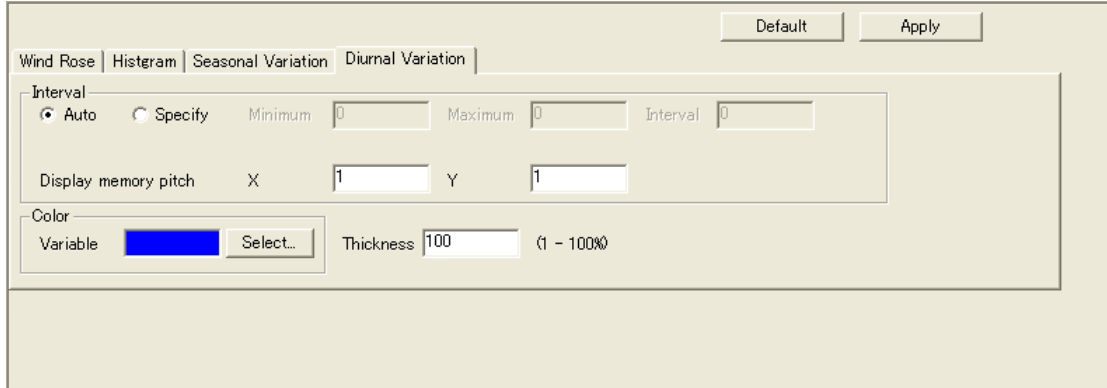 Default Apply
Wind Rose Histgram Seasonal Variation Diurnal Variation
Interval
Auto Specify Minimum 0 Maximum 0 Interval 0
Display memory pitch X 1 Y 1
Color
Variable Select... Thickness 100 (1 - 100%)